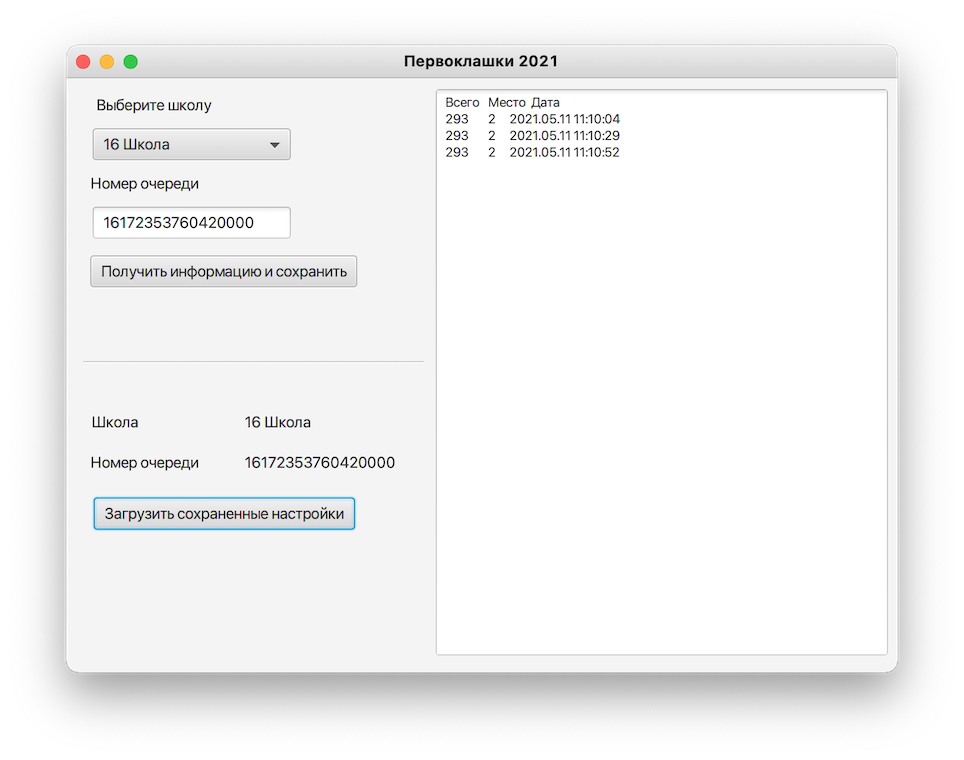 Первоклашки 2021
Выберите школу
16 Школа
Номер очереди
16172353760420000
Получить информацию и сохранить
Школа 16 Школа
Номер очереди 16172353760420000
Загрузить сохраненные настройки
Всего Место Дата
293 2 2021.05.11 11:10:04
293 2 2021.05.11 11:10:29
293 2 2021.05.11 11:10:52